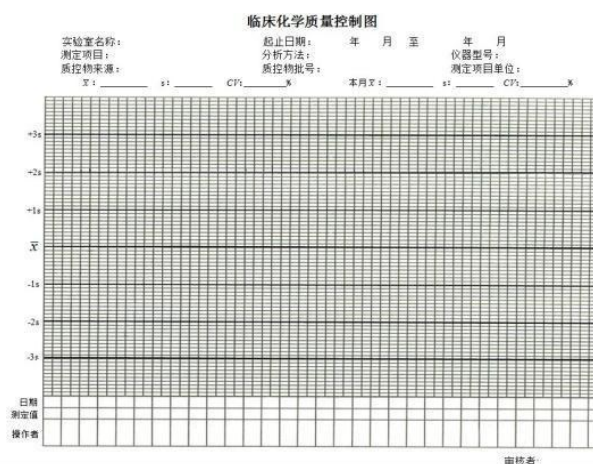 临床化学质量控制图
实验室名称： 起止日期： 年 月 至 年 月
测定项目： 分析方法： 仪器型号：
质控物来源： 质控物批号： 测定项目单位：
X̄： s： CV： % 本月X̄： s： CV： %
+3s
+2s
+1s
X̄
-1s
-2s
-3s
日期
测定值
操作者
审核者：